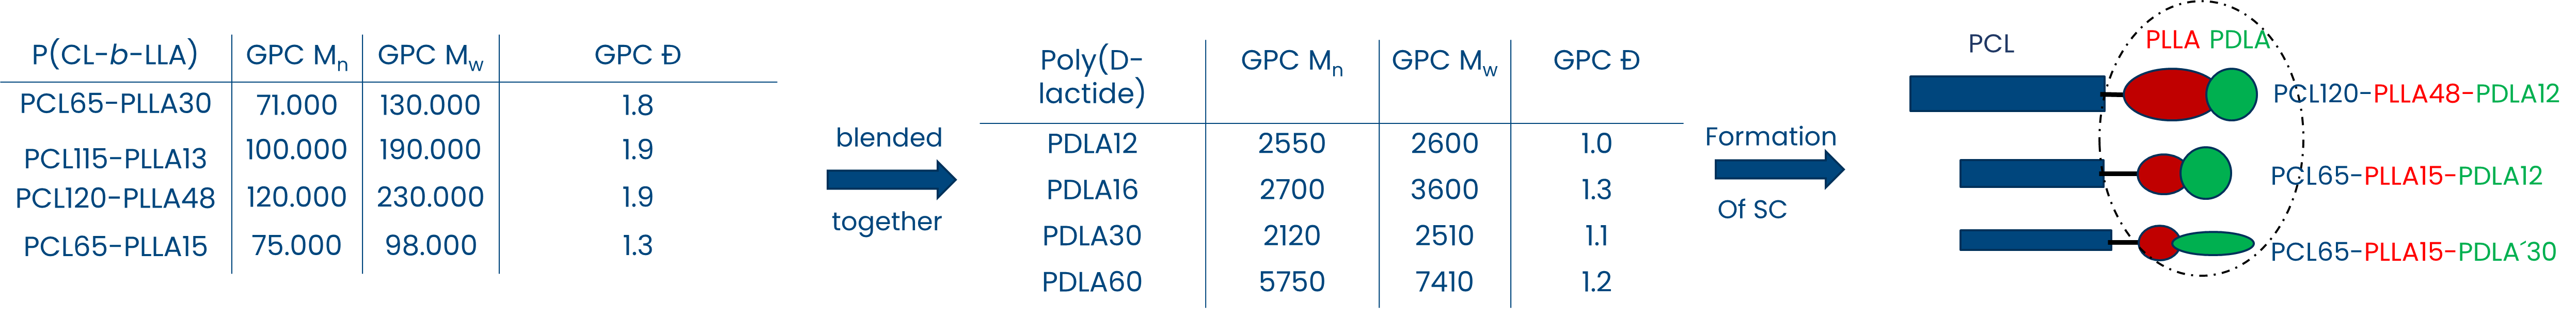 P(CL-b-LLA) GPC Mn GPC Mw GPC Đ
PCL65-PLLA30 71.000 130.000 1.8
PCL115-PLLA13 100.000 190.000 1.9
PCL120-PLLA48 120.000 230.000 1.9
PCL65-PLLA15 75.000 98.000 1.3
blended
together
Poly(D-
lactide) GPC Mn GPC Mw GPC Đ
PDLA12 2550 2600 1.0
PDLA16 2700 3600 1.3
PDLA30 2120 2510 1.1
PDLA60 5750 7410 1.2
Formation
Of SC
PCL PLLA PDLA
PCL120-PLLA48-PDLA12
PCL65-PLLA15-PDLA12
PCL65-PLLA15-PDLA´30